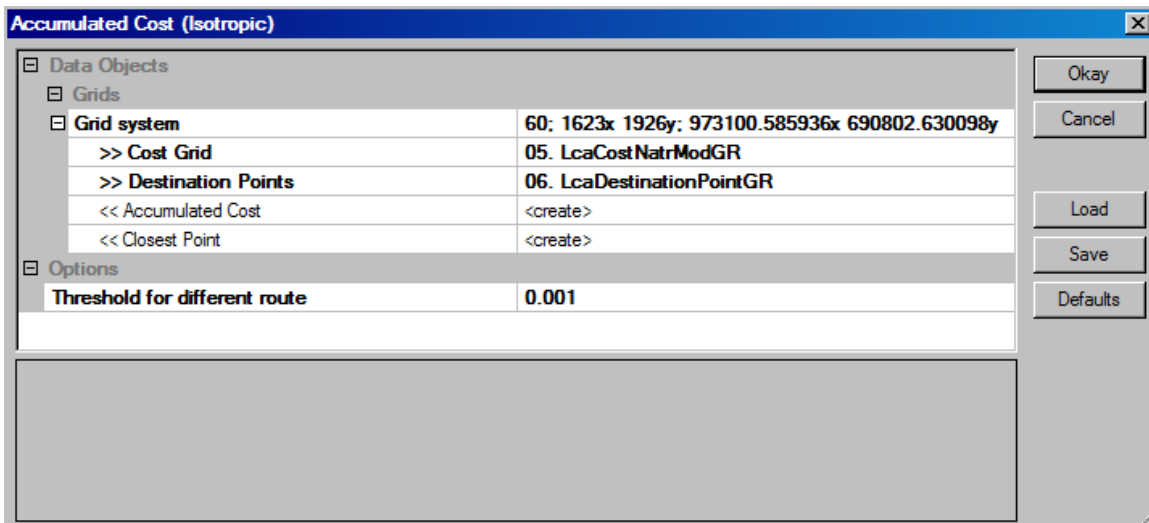 Accumulated Cost (Isotropic)
Data Objects
Grids
Grid system 60; 1623x 1926y; 973100.585936x 690802.630098y
>> Cost Grid 05. LcaCostNatrModGR
>> Destination Points 06. LcaDestinationPointGR
<< Accumulated Cost <create>
<< Closest Point <create>
Options
Threshold for different route 0.001
Okay
Cancel
Load
Save
Defaults